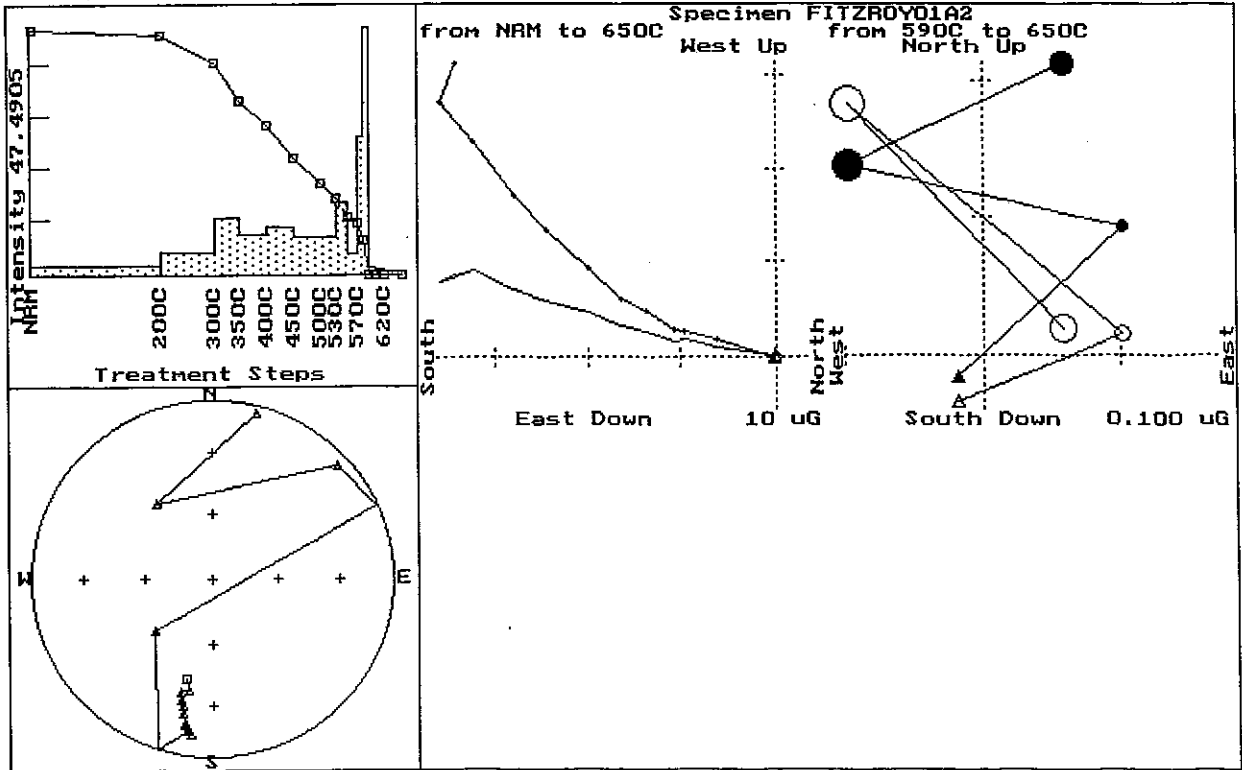 Specimen FITZROY01A2
from NRM to 650C
from 590C to 650C
West Up
North Up
Intensity 47.4905
NRM
200C
300C
350C
400C
450C
500C
530C
570C
620C
Treatment Steps
South
North
West
East
East Down
10 uG
South Down
0.100 uG
N
W
E
S